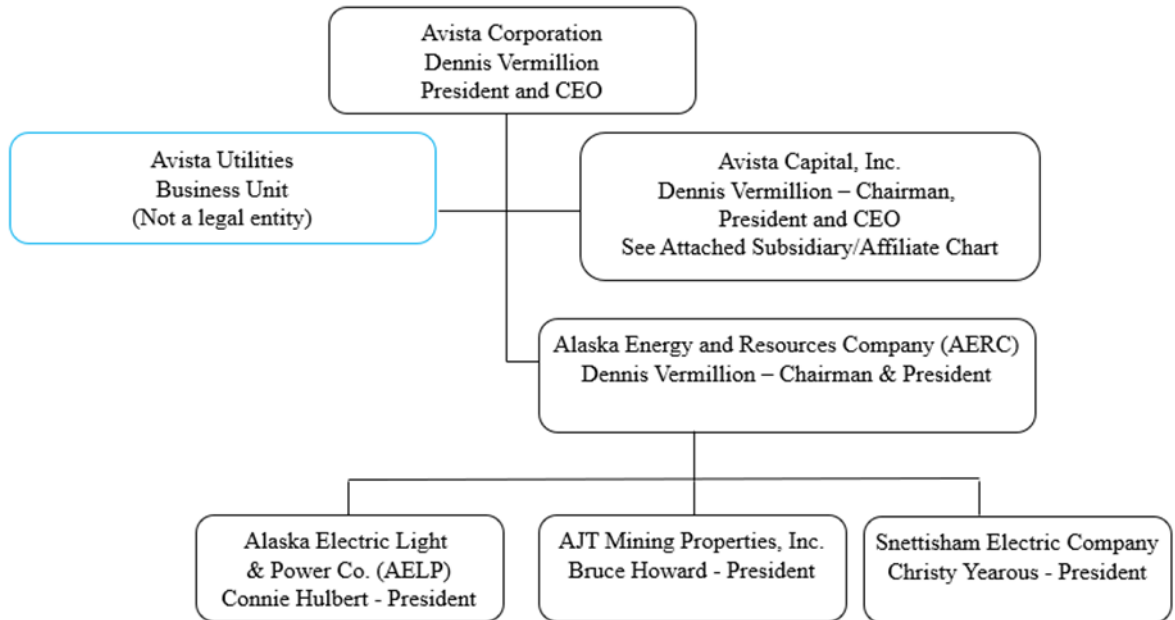 Avista Corporation
Dennis Vermillion
President and CEO
Avista Utilities
Business Unit
(Not a legal entity)
Avista Capital, Inc.
Dennis Vermillion – Chairman,
President and CEO
See Attached Subsidiary/Affiliate Chart
Alaska Energy and Resources Company (AERC)
Dennis Vermillion – Chairman & President
Alaska Electric Light
& Power Co. (AELP)
Connie Hulbert - President
AJT Mining Properties, Inc.
Bruce Howard - President
Snettisham Electric Company
Christy Yearous - President